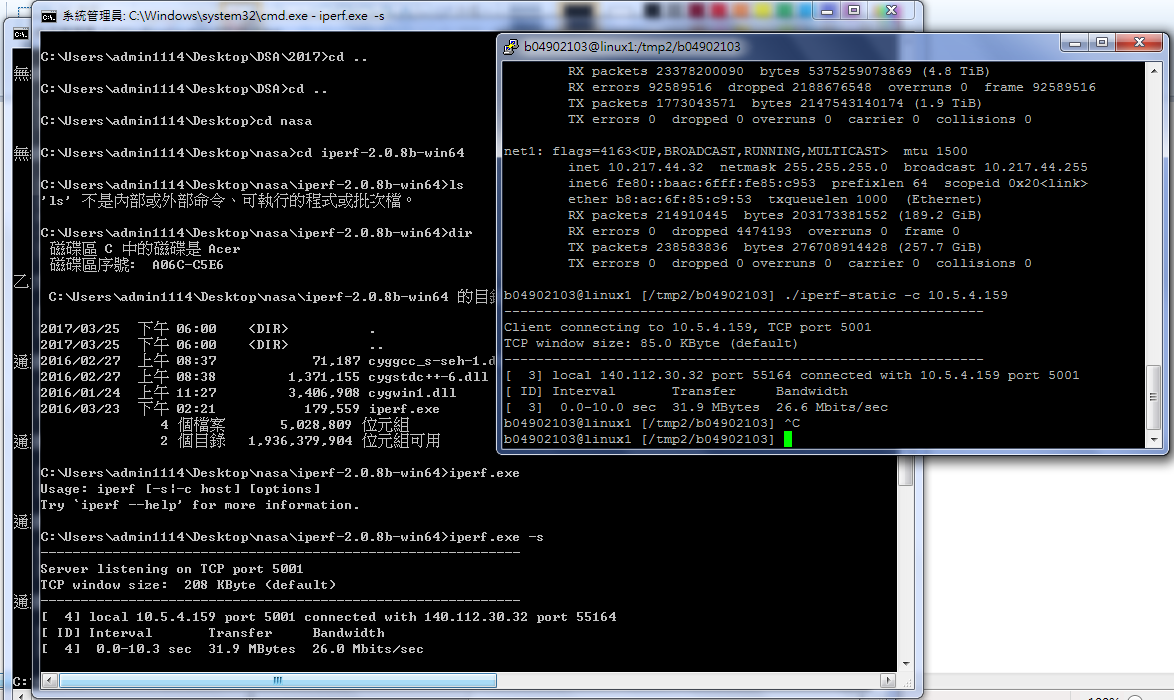 系統管理員: C:\Windows\system32\cmd.exe - iperf.exe -s
C:\Users\admin1114\Desktop\DSA\2017>cd ..
C:\Users\admin1114\Desktop\DSA>cd ..
C:\Users\admin1114\Desktop>cd nasa
C:\Users\admin1114\Desktop\nasa>cd iperf-2.0.8b-win64
C:\Users\admin1114\Desktop\nasa\iperf-2.0.8b-win64>ls
'ls' 不是內部或外部命令、可執行的程式或批次檔。
C:\Users\admin1114\Desktop\nasa\iperf-2.0.8b-win64>dir
磁碟區 C 中的磁碟是 Acer
磁碟區序號: A06C-C5E6
C:\Users\admin1114\Desktop\nasa\iperf-2.0.8b-win64 的目錄
2017/03/25 下午 06:00 <DIR> .
2017/03/25 下午 06:00 <DIR> ..
2016/02/27 上午 08:37 71,187 cyggcc_s-seh-1.d
2016/02/27 上午 08:38 1,371,155 cygstdc++-6.dll
2016/01/24 上午 11:27 3,406,908 cygwin1.dll
2016/03/23 下午 02:21 179,559 iperf.exe
4 個檔案 5,028,809 位元組
2 個目錄 1,936,379,904 位元組可用
C:\Users\admin1114\Desktop\nasa\iperf-2.0.8b-win64>iperf.exe
Usage: iperf [-s|-c host] [options]
Try `iperf --help' for more information.
C:\Users\admin1114\Desktop\nasa\iperf-2.0.8b-win64>iperf.exe -s
------------------------------------------------------------
Server listening on TCP port 5001
TCP window size: 208 KByte (default)
------------------------------------------------------------
[ 4] local 10.5.4.159 port 5001 connected with 140.112.30.32 port 55164
[ ID] Interval Transfer Bandwidth
[ 4] 0.0-10.3 sec 31.9 MBytes 26.0 Mbits/sec
b04902103@linux1:/tmp2/b04902103
RX packets 23378200090 bytes 5375259073869 (4.8 TiB)
RX errors 92589516 dropped 2188676548 overruns 0 frame 92589516
TX packets 1773043571 bytes 2147543140174 (1.9 TiB)
TX errors 0 dropped 0 overruns 0 carrier 0 collisions 0
net1: flags=4163<UP,BROADCAST,RUNNING,MULTICAST> mtu 1500
inet 10.217.44.32 netmask 255.255.255.0 broadcast 10.217.44.255
inet6 fe80::baac:6fff:fe85:c953 prefixlen 64 scopeid 0x20<link>
ether b8:ac:6f:85:c9:53 txqueuelen 1000 (Ethernet)
RX packets 214910445 bytes 203173381552 (189.2 GiB)
RX errors 0 dropped 4474193 overruns 0 frame 0
TX packets 238583836 bytes 276708914428 (257.7 GiB)
TX errors 0 dropped 0 overruns 0 carrier 0 collisions 0
b04902103@linux1 [/tmp2/b04902103] ./iperf-static -c 10.5.4.159
------------------------------------------------------------
Client connecting to 10.5.4.159, TCP port 5001
TCP window size: 85.0 KByte (default)
------------------------------------------------------------
[ 3] local 140.112.30.32 port 55164 connected with 10.5.4.159 port 5001
[ ID] Interval Transfer Bandwidth
[ 3] 0.0-10.0 sec 31.9 MBytes 26.6 Mbits/sec
b04902103@linux1 [/tmp2/b04902103] ^C
b04902103@linux1 [/tmp2/b04902103]
無
無
乙
通
通
通
通
C: